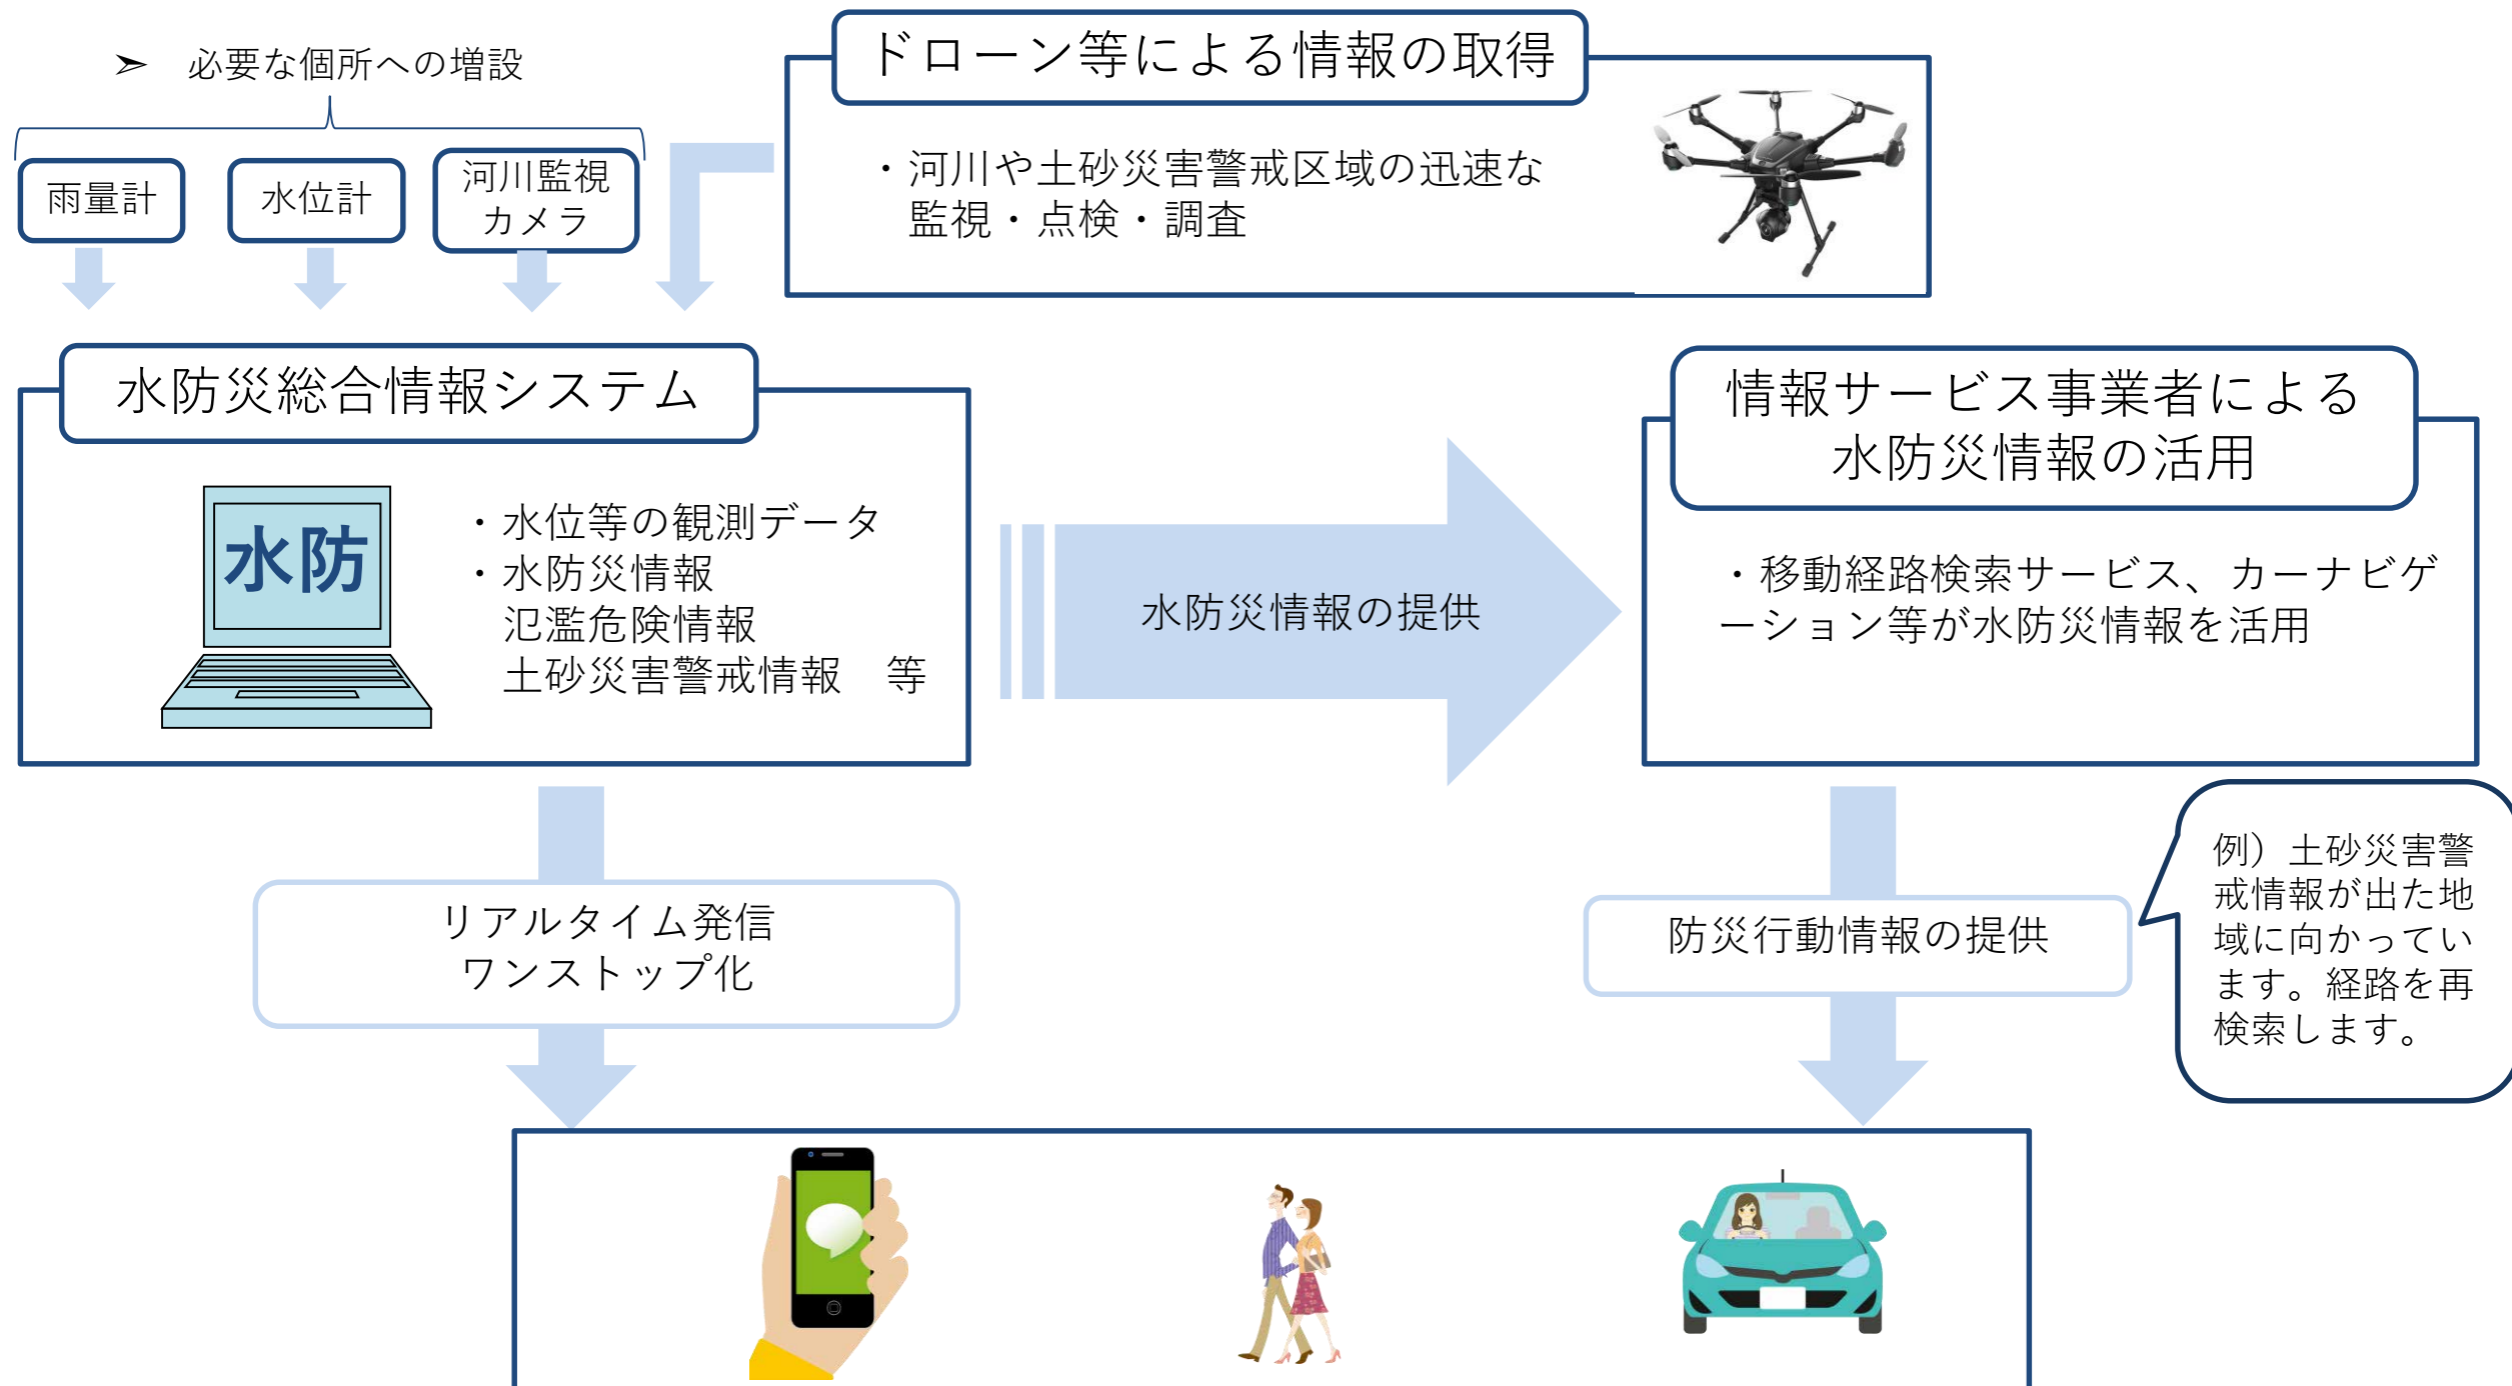 ➢ 必要な個所への増設
雨量計
水位計
河川監視
カメラ
ドローン等による情報の取得
・河川や土砂災害警戒区域の迅速な
監視・点検・調査
水防災総合情報システム
水防
・水位等の観測データ
・水防災情報
氾濫危険情報
土砂災害警戒情報　等
水防災情報の提供
情報サービス事業者による
水防災情報の活用
・移動経路検索サービス、カーナビゲ
ーション等が水防災情報を活用
リアルタイム発信
ワンストップ化
防災行動情報の提供
例）土砂災害警
戒情報が出た地
域に向かってい
ます。経路を再
検索します。